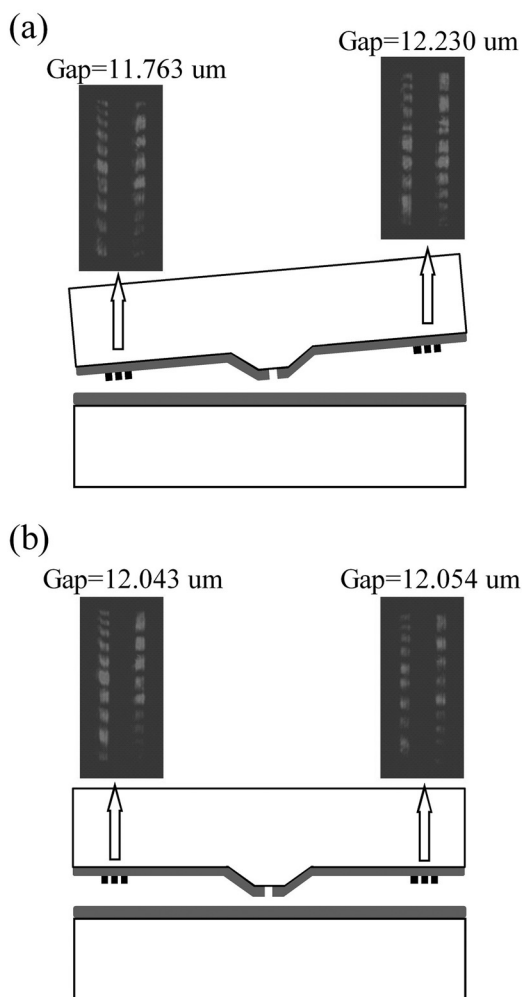 (a)
Gap=11.763 um
Gap=12.230 um
(b)
Gap=12.043 um
Gap=12.054 um